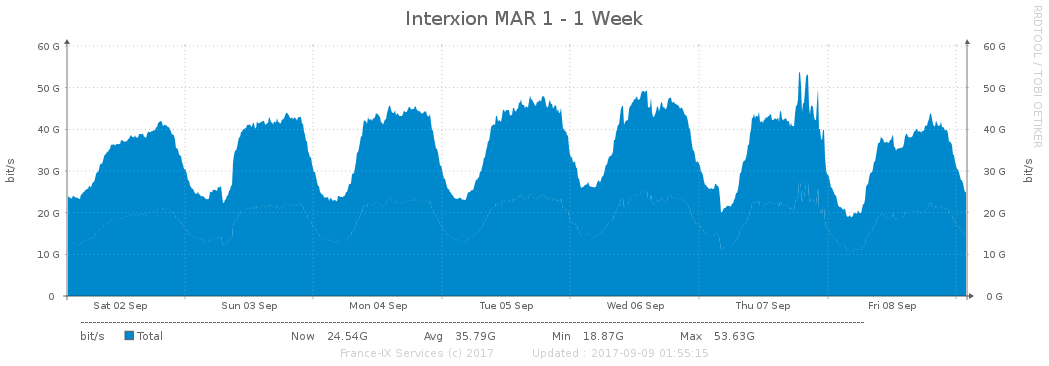 Interxion MAR 1 - 1 Week
RRDTOOL / TOBI OETIKER
60 G 60 G
50 G 50 G
40 G 40 G
30 G 30 G
20 G 20 G
10 G 10 G
0 0 G
bit/s bit/s
Sat 02 Sep Sun 03 Sep Mon 04 Sep Tue 05 Sep Wed 06 Sep Thu 07 Sep Fri 08 Sep
bit/s Total Now 24.54G Avg 35.79G Min 18.87G Max 53.63G
France-IX Services (c) 2017 Updated : 2017-09-09 01:55:15